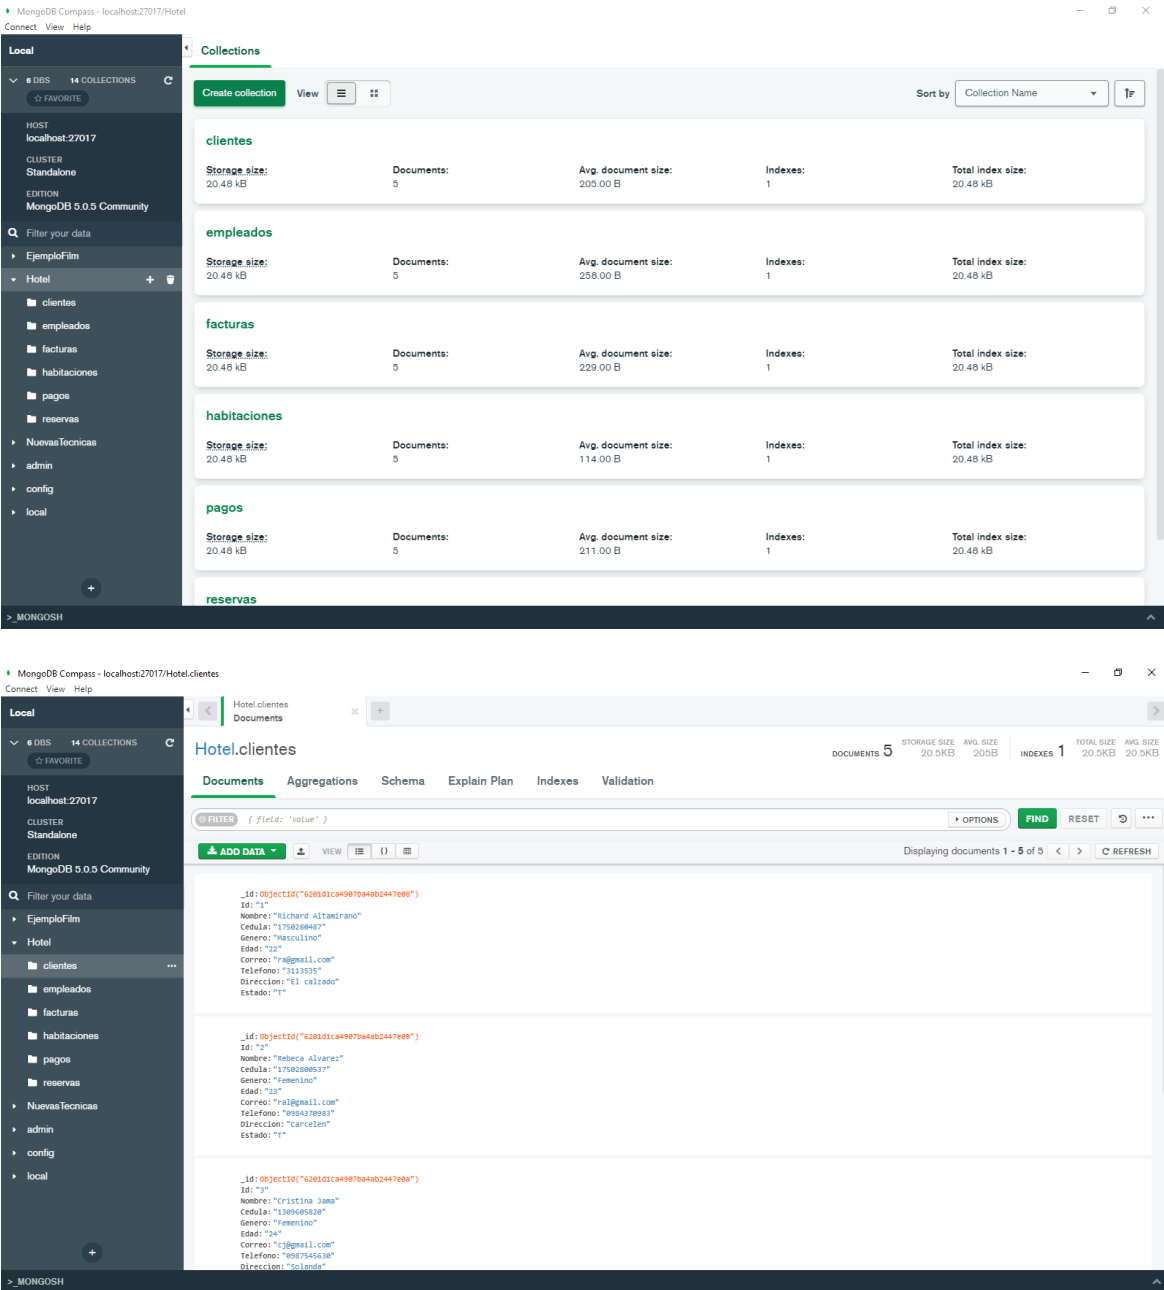 MongoDB Compass - localhost:27017/Hotel
Connect View Help
Local
Collections
6 DBS 14 COLLECTIONS
FAVORITE
Create collection View Sort by Collection Name
HOST
localhost:27017
CLUSTER
Standalone
EDITION
MongoDB 5.0.5 Community
Filter your data
EjemploFilm
Hotel
clientes
empleados
facturas
habitaciones
pagos
reservas
NuevasTecnicas
admin
config
local
clientes
Storage size: Documents: Avg. document size: Indexes: Total index size:
20.48 kB 5 205.00 B 1 20.48 kB
empleados
Storage size: Documents: Avg. document size: Indexes: Total index size:
20.48 kB 5 258.00 B 1 20.48 kB
facturas
Storage size: Documents: Avg. document size: Indexes: Total index size:
20.48 kB 5 229.00 B 1 20.48 kB
habitaciones
Storage size: Documents: Avg. document size: Indexes: Total index size:
20.48 kB 5 114.00 B 1 20.48 kB
pagos
Storage size: Documents: Avg. document size: Indexes: Total index size:
20.48 kB 5 211.00 B 1 20.48 kB
reservas
>_MONGOSH
MongoDB Compass - localhost:27017/Hotel.clientes
Connect View Help
Local
Hotel.clientes
Documents
6 DBS 14 COLLECTIONS
FAVORITE
HOST
localhost:27017
CLUSTER
Standalone
EDITION
MongoDB 5.0.5 Community
Filter your data
EjemploFilm
Hotel
clientes
empleados
facturas
habitaciones
pagos
reservas
NuevasTecnicas
admin
config
local
Hotel.clientes
DOCUMENTS 5 STORAGE SIZE 20.5KB AVG. SIZE 205B INDEXES 1 TOTAL SIZE 20.5KB AVG. SIZE 20.5KB
Documents Aggregations Schema Explain Plan Indexes Validation
FILTER { field: 'value' } OPTIONS FIND RESET
ADD DATA VIEW Displaying documents 1 - 5 of 5 REFRESH
_id: ObjectId("6201d1ca4907ba4ab2447e08")
Id: "1"
Nombre: "Richard Altamirano"
Cedula: "1750280487"
Genero: "Masculino"
Edad: "22"
Correo: "ra@gmail.com"
Telefono: "3113535"
Direccion: "El calzado"
Estado: "T"
_id: ObjectId("6201d1ca4907ba4ab2447e09")
Id: "2"
Nombre: "Rebeca Alvarez"
Cedula: "17502800537"
Genero: "Femenino"
Edad: "23"
Correo: "ral@gmail.com"
Telefono: "0984370983"
Direccion: "Carcelen"
Estado: "T"
_id: ObjectId("6201d1ca4907ba4ab2447e0a")
Id: "3"
Nombre: "Cristina Jama"
Cedula: "1309605820"
Genero: "Femenino"
Edad: "24"
Correo: "cj@gmail.com"
Telefono: "0987545630"
Direccion: "Solanda"
>_MONGOSH